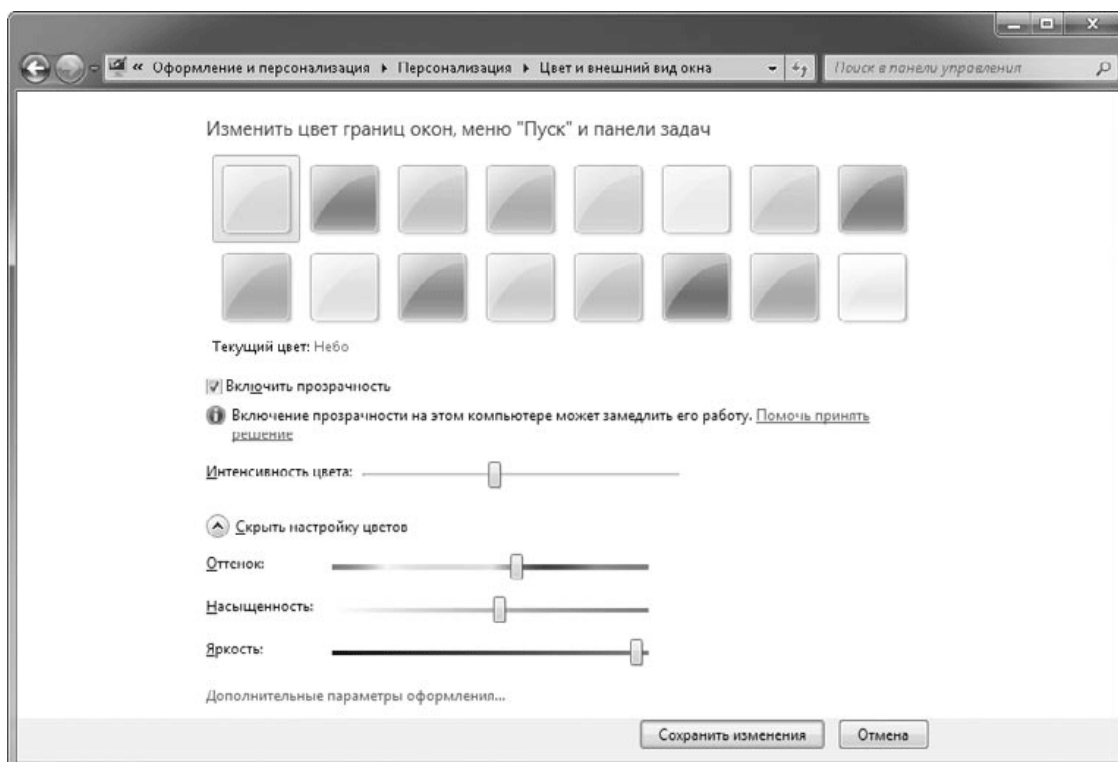 « Оформление и персонализация ▸ Персонализация ▸ Цвет и внешний вид окна Поиск в панели управления
Изменить цвет границ окон, меню "Пуск" и панели задач
Текущий цвет: Небо
Включить прозрачность
Включение прозрачности на этом компьютере может замедлить его работу. Помочь принять
решение
Интенсивность цвета:
Скрыть настройку цветов
Оттенок:
Насыщенность:
Яркость:
Дополнительные параметры оформления...
Сохранить изменения Отмена